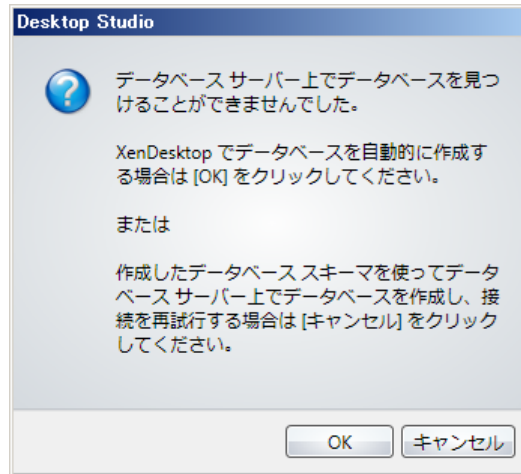 Desktop Studio
データベース サーバー上でデータベースを見つ
けることができませんでした。
XenDesktop でデータベースを自動的に作成す
る場合は [OK] をクリックしてください。
または
作成したデータベース スキーマを使ってデータ
ベース サーバー上でデータベースを作成し、接
続を再試行する場合は [キャンセル] をクリック
してください。
OK
キャンセル